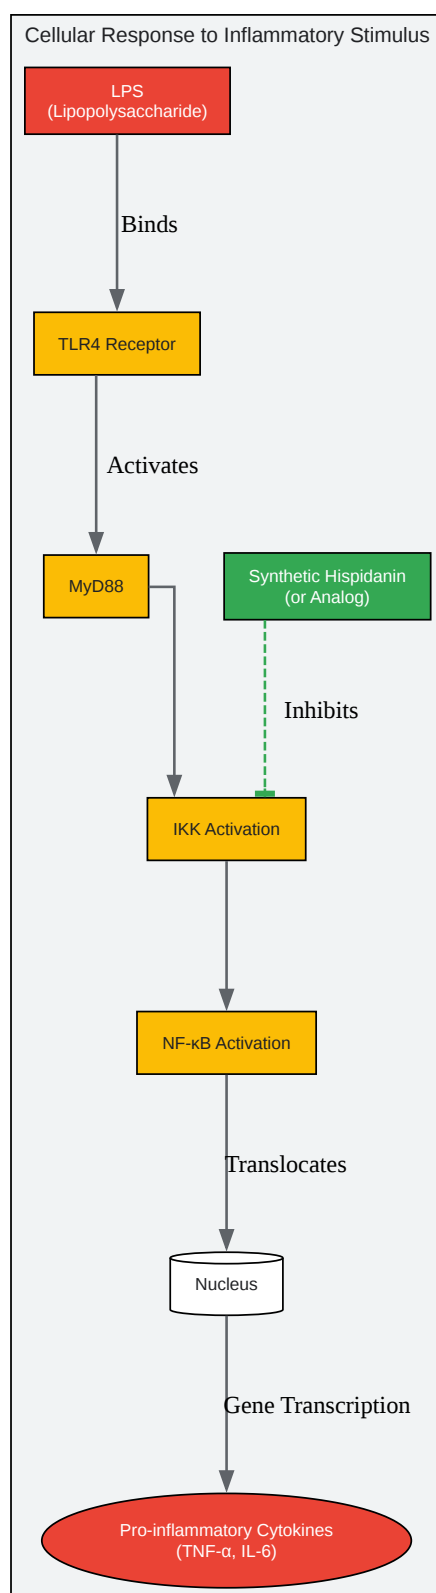 Cellular Response to Inflammatory Stimulus
LPS
(Lipopolysaccharide)
Binds
TLR4 Receptor
Activates
MyD88
Synthetic Hispidanin
(or Analog)
Inhibits
IKK Activation
NF-κB Activation
Translocates
Nucleus
Gene Transcription
Pro-inflammatory Cytokines
(TNF-α, IL-6)